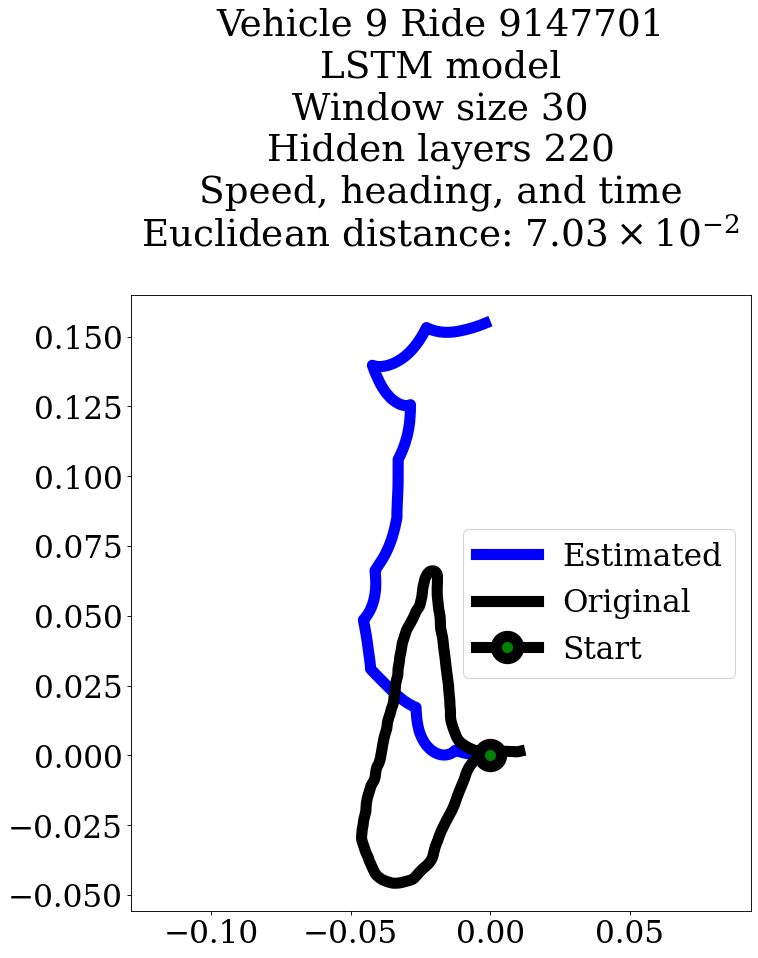 Vehicle 9 Ride 9147701
LSTM model
Window size 30
Hidden layers 220
Speed, heading, and time
Euclidean distance: 7.03 × 10⁻²
0.150
0.125
0.100
0.075
0.050
0.025
0.000
−0.025
−0.050
Estimated
Original
Start
−0.10
−0.05
0.00
0.05